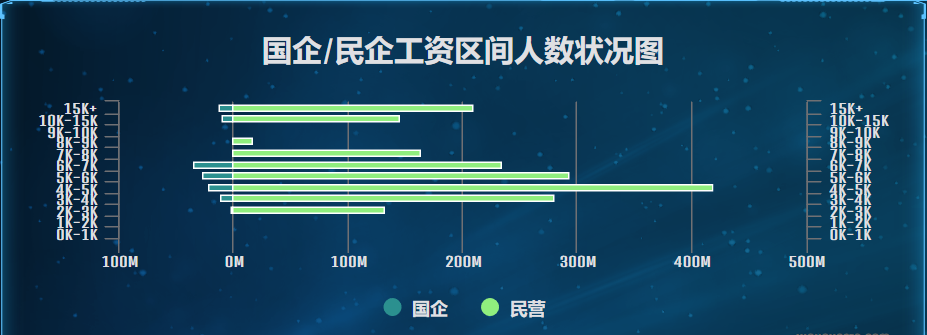 国企/民企工资区间人数状况图
15K+ 15K+
10K-15K 10K-15K
9K-10K 9K-10K
8K-9K 8K-9K
7K-8K 7K-8K
6K-7K 6K-7K
5K-6K 5K-6K
4K-5K 4K-5K
3K-4K 3K-4K
2K-3K 2K-3K
1K-2K 1K-2K
0K-1K 0K-1K
100M 0M 100M 200M 300M 400M 500M
国企 民营